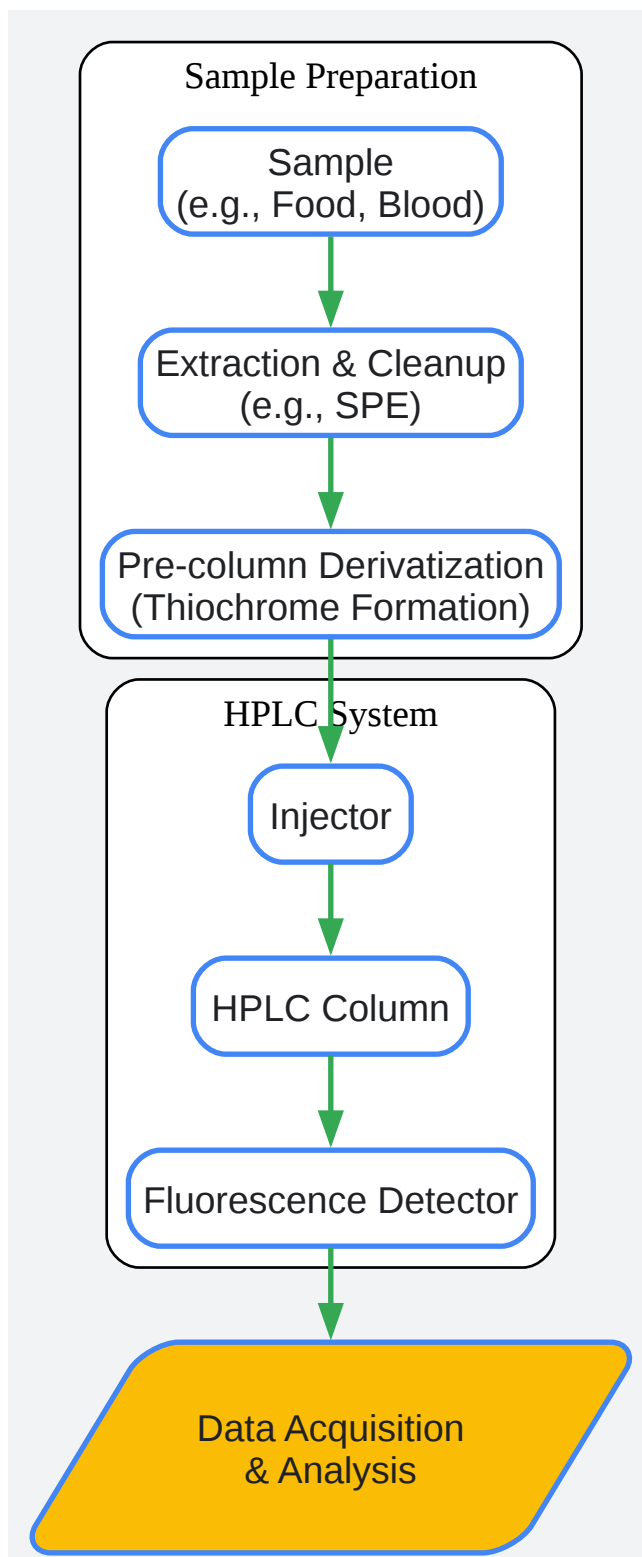 Sample Preparation
Sample
(e.g., Food, Blood)
Extraction & Cleanup
(e.g., SPE)
Pre-column Derivatization
(Thiochrome Formation)
HPLC System
Injector
HPLC Column
Fluorescence Detector
Data Acquisition
& Analysis